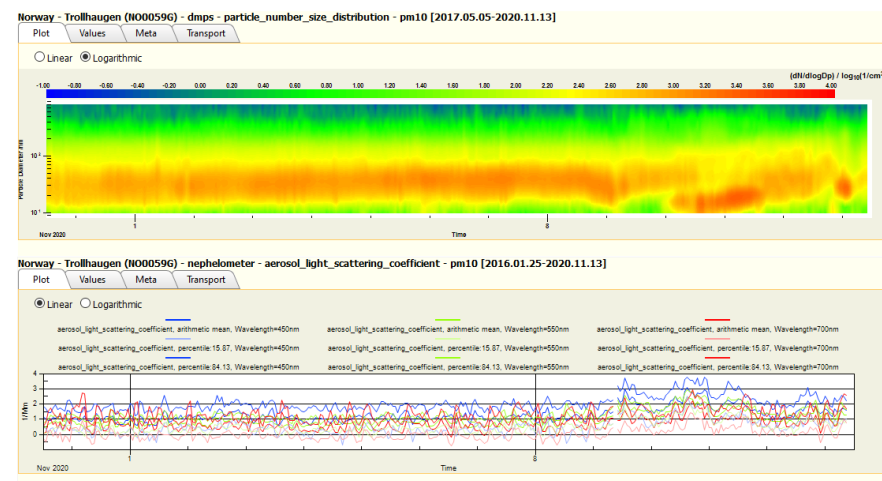 Norway - Trollhaugen (NO0059G) - dmps - particle_number_size_distribution - pm10 [2017.05.05-2020.11.13]
Plot Values Meta Transport
Linear Logarithmic
(dN/dlogDp) / log10(1/cm³
-1.00 -0.80 -0.60 -0.40 -0.20 0.00 0.20 0.40 0.60 0.80 1.00 1.20 1.40 1.60 1.80 2.00 2.20 2.40 2.60 2.80 3.00 3.20 3.40 3.60 3.80 4.00
Particle Diameter/nm
10²
10¹
1 8
Nov 2020 Time
Norway - Trollhaugen (NO0059G) - nephelometer - aerosol_light_scattering_coefficient - pm10 [2016.01.25-2020.11.13]
Plot Values Meta Transport
Linear Logarithmic
aerosol_light_scattering_coefficient, arithmetic mean, Wavelength=450nm aerosol_light_scattering_coefficient, arithmetic mean, Wavelength=550nm aerosol_light_scattering_coefficient, arithmetic mean, Wavelength=700nm
aerosol_light_scattering_coefficient, percentile:15.87, Wavelength=450nm aerosol_light_scattering_coefficient, percentile:15.87, Wavelength=550nm aerosol_light_scattering_coefficient, percentile:15.87, Wavelength=700nm
aerosol_light_scattering_coefficient, percentile:84.13, Wavelength=450nm aerosol_light_scattering_coefficient, percentile:84.13, Wavelength=550nm aerosol_light_scattering_coefficient, percentile:84.13, Wavelength=700nm
4
3
2
1
0
1/Mm
1 8
Nov 2020 Time